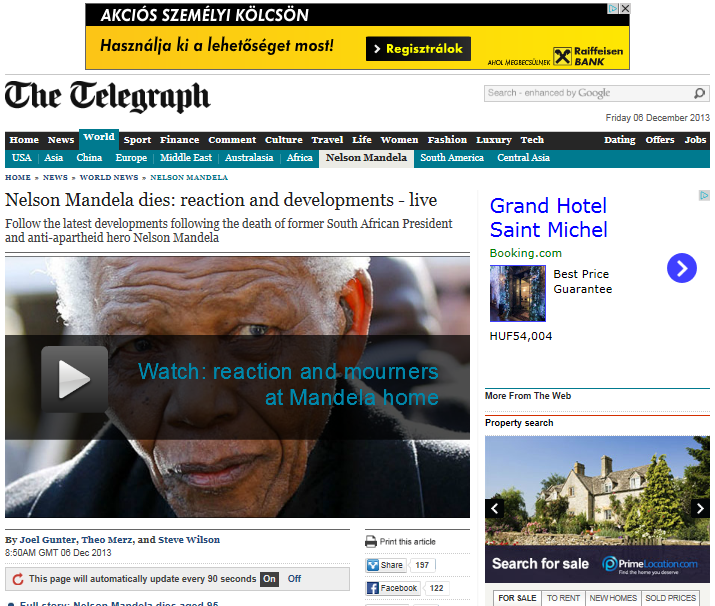 AKCIÓS SZEMÉLYI KÖLCSÖN
Használja ki a lehetőséget most!
> Regisztrálok
Raiffeisen
BANK
AHOL MEGBECSÜLNEK
The Telegraph
Search - enhanced by Google
Friday 06 December 2013
Home News World Sport Finance Comment Culture Travel Life Women Fashion Luxury Tech Dating Offers Jobs
USA Asia China Europe Middle East Australasia Africa Nelson Mandela South America Central Asia
HOME » NEWS » WORLD NEWS » NELSON MANDELA
Nelson Mandela dies: reaction and developments - live
Follow the latest developments following the death of former South African President
and anti-apartheid hero Nelson Mandela
Watch: reaction and mourners
at Mandela home
By Joel Gunter, Theo Merz, and Steve Wilson
8:50AM GMT 06 Dec 2013
This page will automatically update every 90 seconds On Off
Full story: Nelson Mandela dies aged 95
Print this article
Share 197
Facebook 122
Grand Hotel
Saint Michel
Booking.com
Best Price
Guarantee
HUF54,004
More From The Web
Property search
Search for sale
PrimeLocation.com
Find the home you deserve
FOR SALE TO RENT NEW HOMES SOLD PRICES